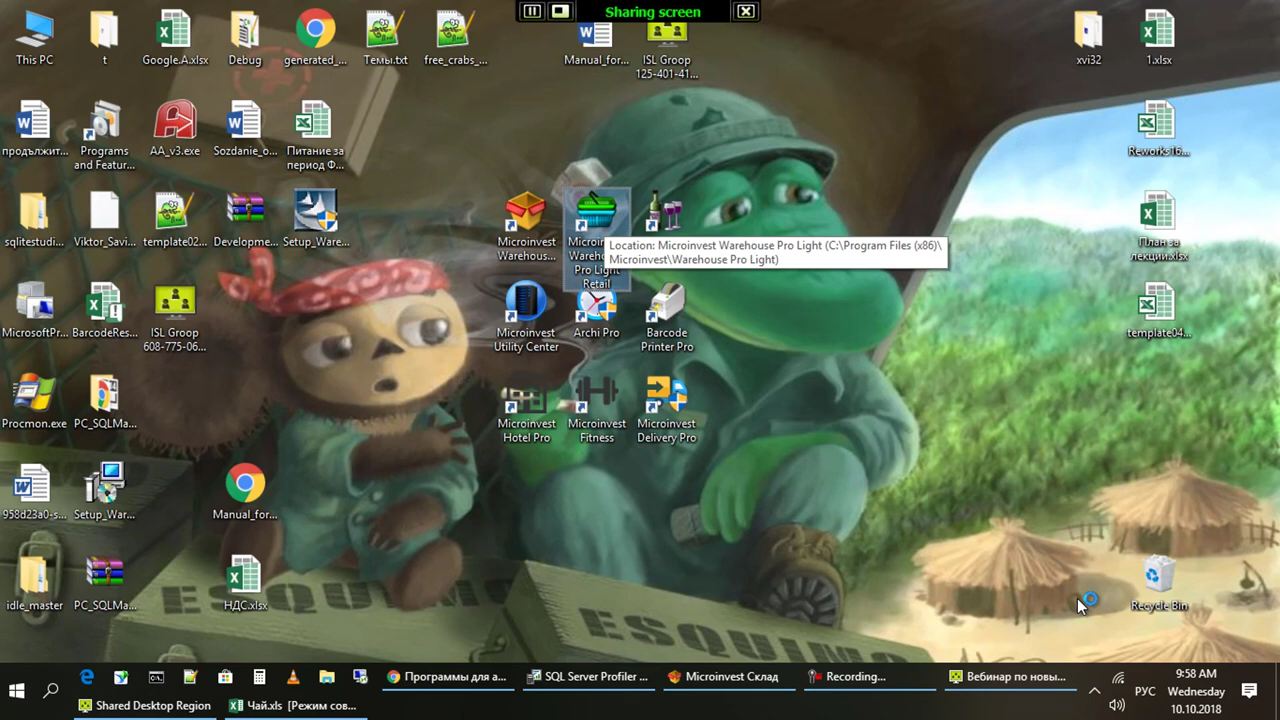 Sharing screen
This PC
t
Google.A.xlsx
Debug
generated_...
Темы.txt
free_crabs_...
Manual_for...
ISL Groop
125-401-41...
xvi32
1.xlsx
продължит...
Programs
and Featur...
AA_v3.exe
Sozdanie_o...
Питание за
период Ф...
Reworks16...
sqlitestudi...
Viktor_Savi...
template02...
Developme...
Setup_Ware...
Microinvest
Warehous...
Microin
Wareho
Pro Light
Retail
Location: Microinvest Warehouse Pro Light (C:\Program Files (x86)\
Microinvest\Warehouse Pro Light)
План за
лекции.xlsx
MicrosoftPr...
BarcodeRes...
ISL Groop
608-775-06...
Microinvest
Utility Center
Archi Pro
Barcode
Printer Pro
template04...
Procmon.exe
PC_SQLMa...
Microinvest
Hotel Pro
Microinvest
Fitness
Microinvest
Delivery Pro
958d23a0-s...
Setup_War...
Manual_for...
idle_master
PC_SQLMa...
НДС.xlsx
Recycle Bin
ESQUIMO
ESQUIMO
Программы для а...
SQL Server Profiler ...
Microinvest Склад
Recording...
Вебинар по новы...
Shared Desktop Region
Чай.xls [Режим сов...
РУС
9:58 AM
Wednesday
10.10.2018